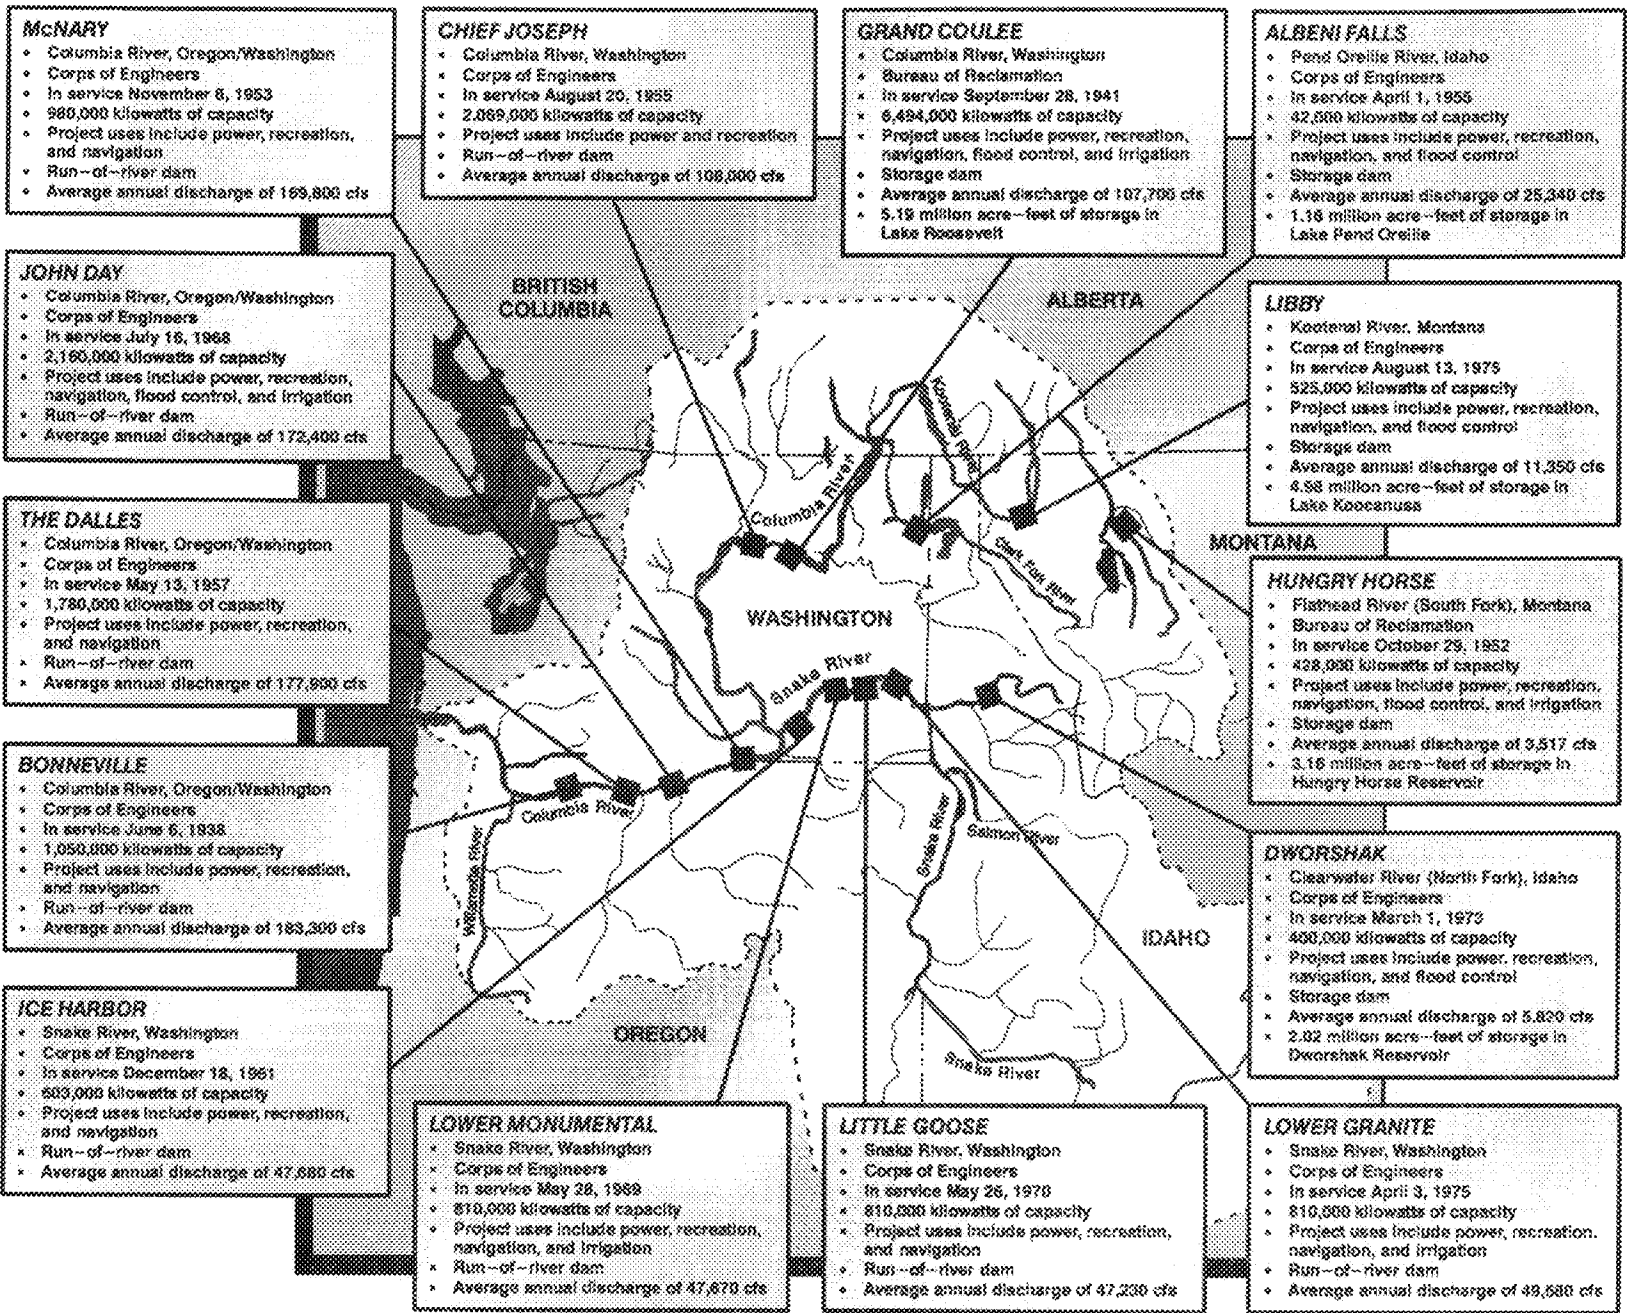 McNARY
Columbia River, Oregon/Washington
Corps of Engineers
In service November 6, 1953
980,000 kilowatts of capacity
Project uses include power, recreation,
and navigation
Run-of-river dam
Average annual discharge of 169,800 cfs
CHIEF JOSEPH
Columbia River, Washington
Corps of Engineers
In service August 20, 1955
2,069,000 kilowatts of capacity
Project uses include power and recreation
Run-of-river dam
Average annual discharge of 108,000 cfs
GRAND COULEE
Columbia River, Washington
Bureau of Reclamation
In service September 28, 1941
6,494,000 kilowatts of capacity
Project uses include power, recreation,
navigation, flood control, and irrigation
Storage dam
Average annual discharge of 107,700 cfs
5.19 million acre-feet of storage in
Lake Roosevelt
ALBENI FALLS
Pend Oreille River, Idaho
Corps of Engineers
In service April 1, 1955
42,600 kilowatts of capacity
Project uses include power, recreation,
navigation, and flood control
Storage dam
Average annual discharge of 25,340 cfs
1.16 million acre-feet of storage in
Lake Pend Oreille
JOHN DAY
Columbia River, Oregon/Washington
Corps of Engineers
In service July 16, 1968
2,160,000 kilowatts of capacity
Project uses include power, recreation,
navigation, flood control, and irrigation
Run-of-river dam
Average annual discharge of 172,400 cfs
LIBBY
Kootenai River, Montana
Corps of Engineers
In service August 13, 1975
525,000 kilowatts of capacity
Project uses include power, recreation,
navigation, and flood control
Storage dam
Average annual discharge of 11,350 cfs
4.98 million acre-feet of storage in
Lake Koocanusa
THE DALLES
Columbia River, Oregon/Washington
Corps of Engineers
In service May 13, 1957
1,780,000 kilowatts of capacity
Project uses include power, recreation,
and navigation
Run-of-river dam
Average annual discharge of 177,900 cfs
HUNGRY HORSE
Flathead River (South Fork), Montana
Bureau of Reclamation
In service October 29, 1952
428,000 kilowatts of capacity
Project uses include power, recreation,
navigation, flood control, and irrigation
Storage dam
Average annual discharge of 3,517 cfs
3.16 million acre-feet of storage in
Hungry Horse Reservoir
BONNEVILLE
Columbia River, Oregon/Washington
Corps of Engineers
In service June 6, 1938
1,050,000 kilowatts of capacity
Project uses include power, recreation,
and navigation
Run-of-river dam
Average annual discharge of 183,300 cfs
DWORSHAK
Clearwater River (North Fork), Idaho
Corps of Engineers
In service March 1, 1973
400,000 kilowatts of capacity
Project uses include power, recreation,
navigation, and flood control
Storage dam
Average annual discharge of 5,820 cfs
2.02 million acre-feet of storage in
Dworshak Reservoir
ICE HARBOR
Snake River, Washington
Corps of Engineers
In service December 18, 1961
603,000 kilowatts of capacity
Project uses include power, recreation,
and navigation
Run-of-river dam
Average annual discharge of 47,680 cfs
LOWER MONUMENTAL
Snake River, Washington
Corps of Engineers
In service May 28, 1969
810,000 kilowatts of capacity
Project uses include power, recreation,
navigation, and irrigation
Run-of-river dam
Average annual discharge of 47,670 cfs
LITTLE GOOSE
Snake River, Washington
Corps of Engineers
In service May 26, 1970
810,000 kilowatts of capacity
Project uses include power, recreation,
and navigation
Run-of-river dam
Average annual discharge of 47,230 cfs
LOWER GRANITE
Snake River, Washington
Corps of Engineers
In service April 3, 1975
810,000 kilowatts of capacity
Project uses include power, recreation,
navigation, and irrigation
Run-of-river dam
Average annual discharge of 49,580 cfs
BRITISH
COLUMBIA
ALBERTA
Kootenai River
Columbia River
MONTANA
Clark Fork River
WASHINGTON
Snake River
Columbia River
Willamette River
Snake River
Salmon River
IDAHO
OREGON
Snake River